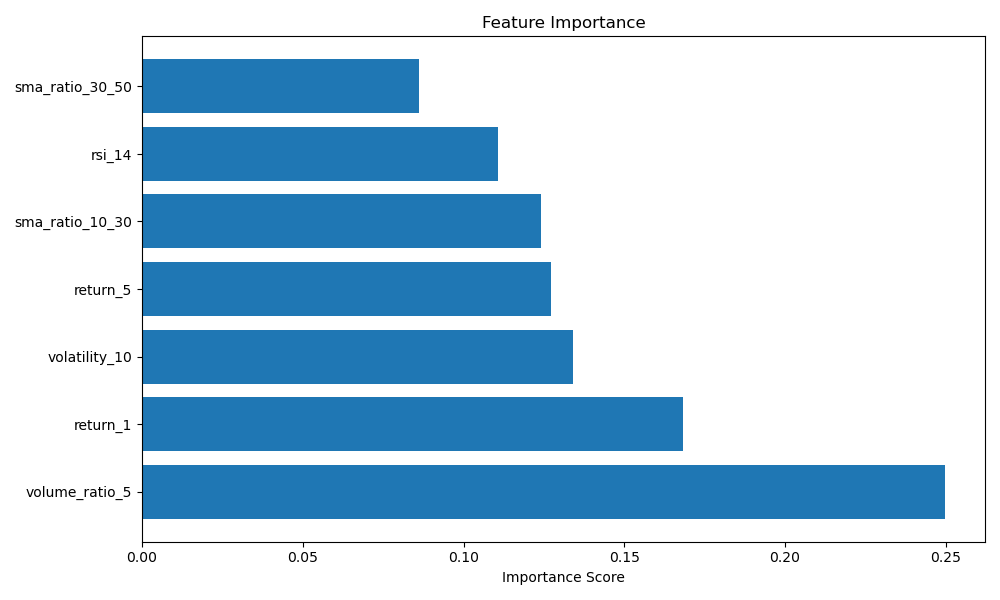 Feature Importance
sma_ratio_30_50
rsi_14
sma_ratio_10_30
return_5
volatility_10
return_1
volume_ratio_5
0.00 0.05 0.10 0.15 0.20 0.25
Importance Score